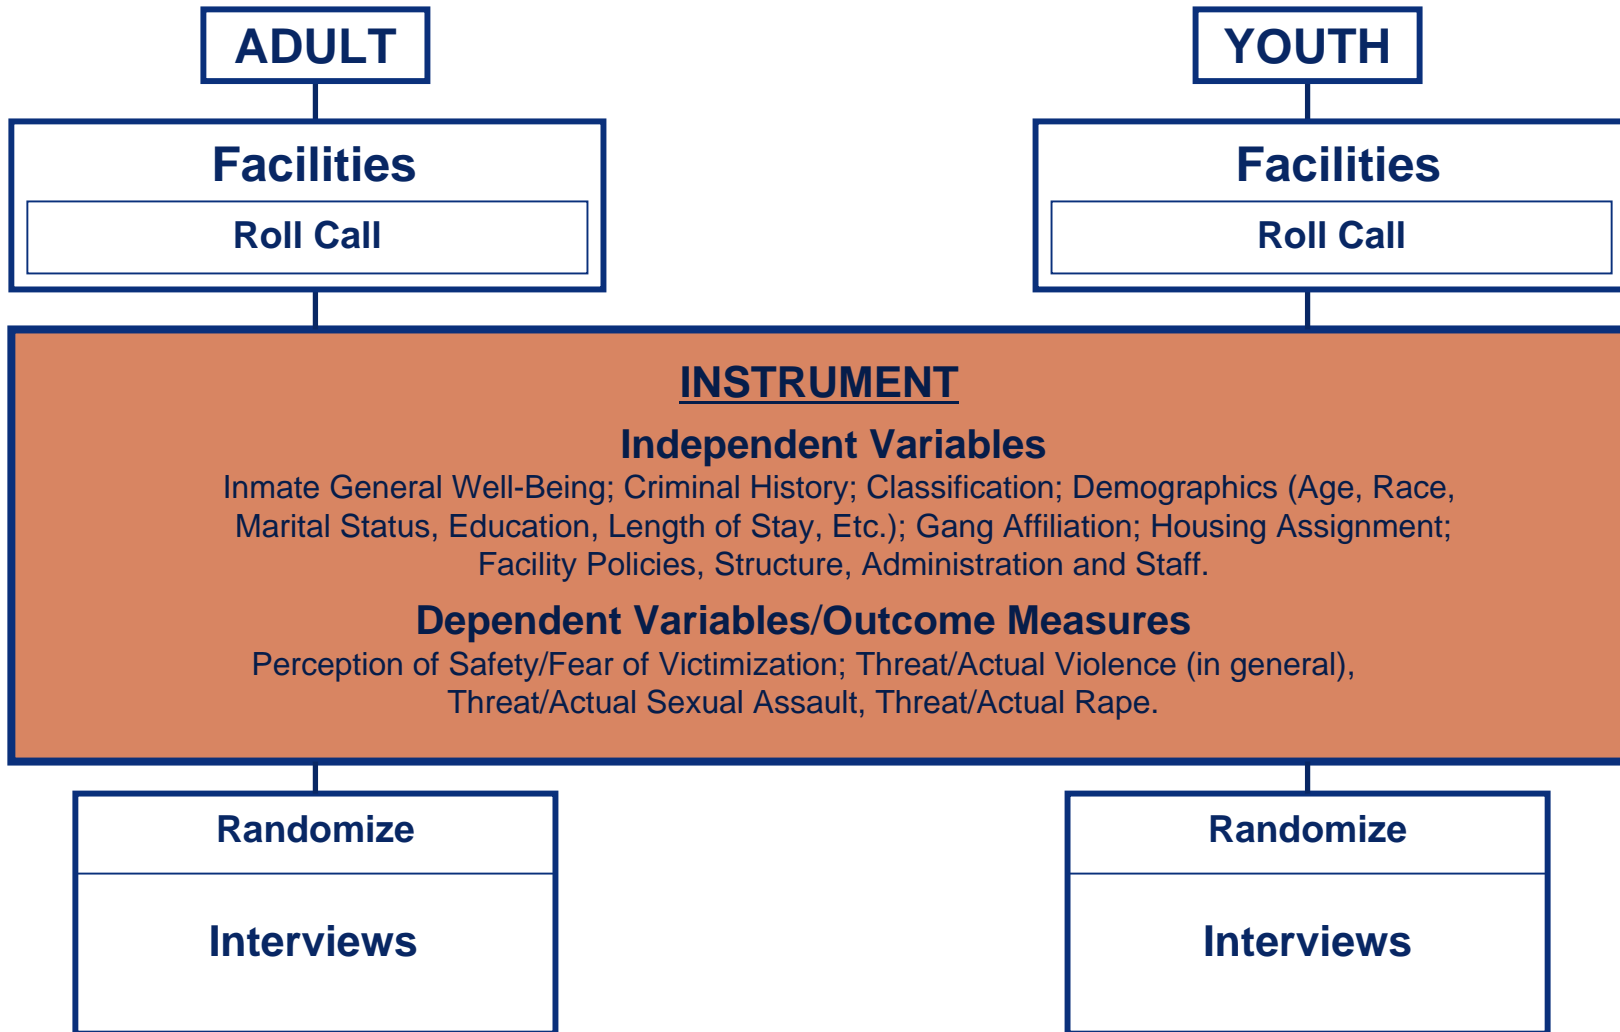 ADULT
YOUTH
Facilities
Roll Call
Facilities
Roll Call
INSTRUMENT
Independent Variables
Inmate General Well-Being; Criminal History; Classification; Demographics (Age, Race,
Marital Status, Education, Length of Stay, Etc.); Gang Affiliation; Housing Assignment;
Facility Policies, Structure, Administration and Staff.
Dependent Variables/Outcome Measures
Perception of Safety/Fear of Victimization; Threat/Actual Violence (in general),
Threat/Actual Sexual Assault, Threat/Actual Rape.
Randomize
Interviews
Randomize
Interviews